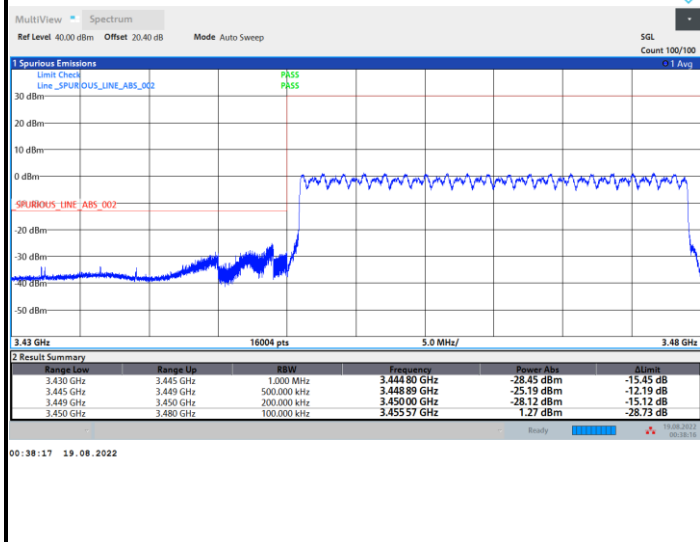 MultiView Spectrum
Ref Level 40.00 dBm Offset 20.40 dB Mode Auto Sweep SGL
Count 100/100
1 Spurious Emissions 1 Avg
Limit Check PASS
Line _SPURIOUS_LINE_ABS_002 PASS
30 dBm
20 dBm
10 dBm
0 dBm
SPURIOUS_LINE_ABS_002
-20 dBm
-30 dBm
-40 dBm
-50 dBm
3.43 GHz 16004 pts 5.0 MHz/ 3.48 GHz
2 Result Summary
Range Low Range Up RBW Frequency Power Abs ΔLimit
3.430 GHz 3.445 GHz 1.000 MHz 3.444 80 GHz -28.45 dBm -15.45 dB
3.445 GHz 3.449 GHz 500.000 kHz 3.448 89 GHz -25.19 dBm -12.19 dB
3.449 GHz 3.450 GHz 200.000 kHz 3.450 00 GHz -28.12 dBm -15.12 dB
3.450 GHz 3.480 GHz 100.000 kHz 3.455 57 GHz 1.27 dBm -28.73 dB
Ready 19.08.2022
00:38:16
00:38:17 19.08.2022